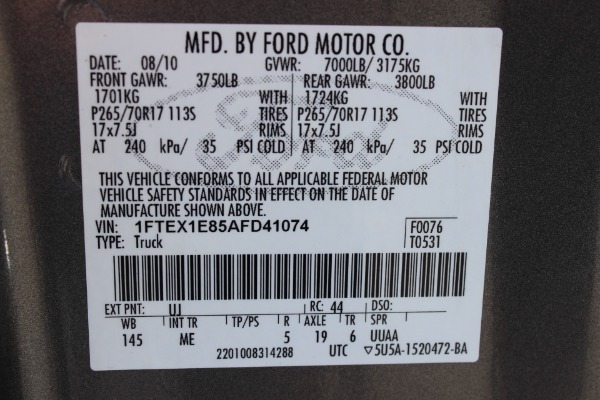 MFD. BY FORD MOTOR CO.
DATE: 08/10 GVWR: 7000LB/ 3175KG
FRONT GAWR: 3750LB REAR GAWR: 3800LB
1701KG WITH 1724KG WITH
P265/70R17 113S TIRES P265/70R17 113S TIRES
17x7.5J RIMS 17x7.5J RIMS
AT 240 kPa/ 35 PSI COLD AT 240 kPa/ 35 PSI COLD
THIS VEHICLE CONFORMS TO ALL APPLICABLE FEDERAL MOTOR
VEHICLE SAFETY STANDARDS IN EFFECT ON THE DATE OF
MANUFACTURE SHOWN ABOVE.
VIN: 1FTEX1E85AFD41074 F0076
TYPE: Truck T0531
EXT PNT: UJ RC: 44 DSO:
WB INT TR TP/PS R AXLE TR SPR
145 ME 5 19 6 UUAA
2201008314288 UTC ▽5U5A-1520472-BA